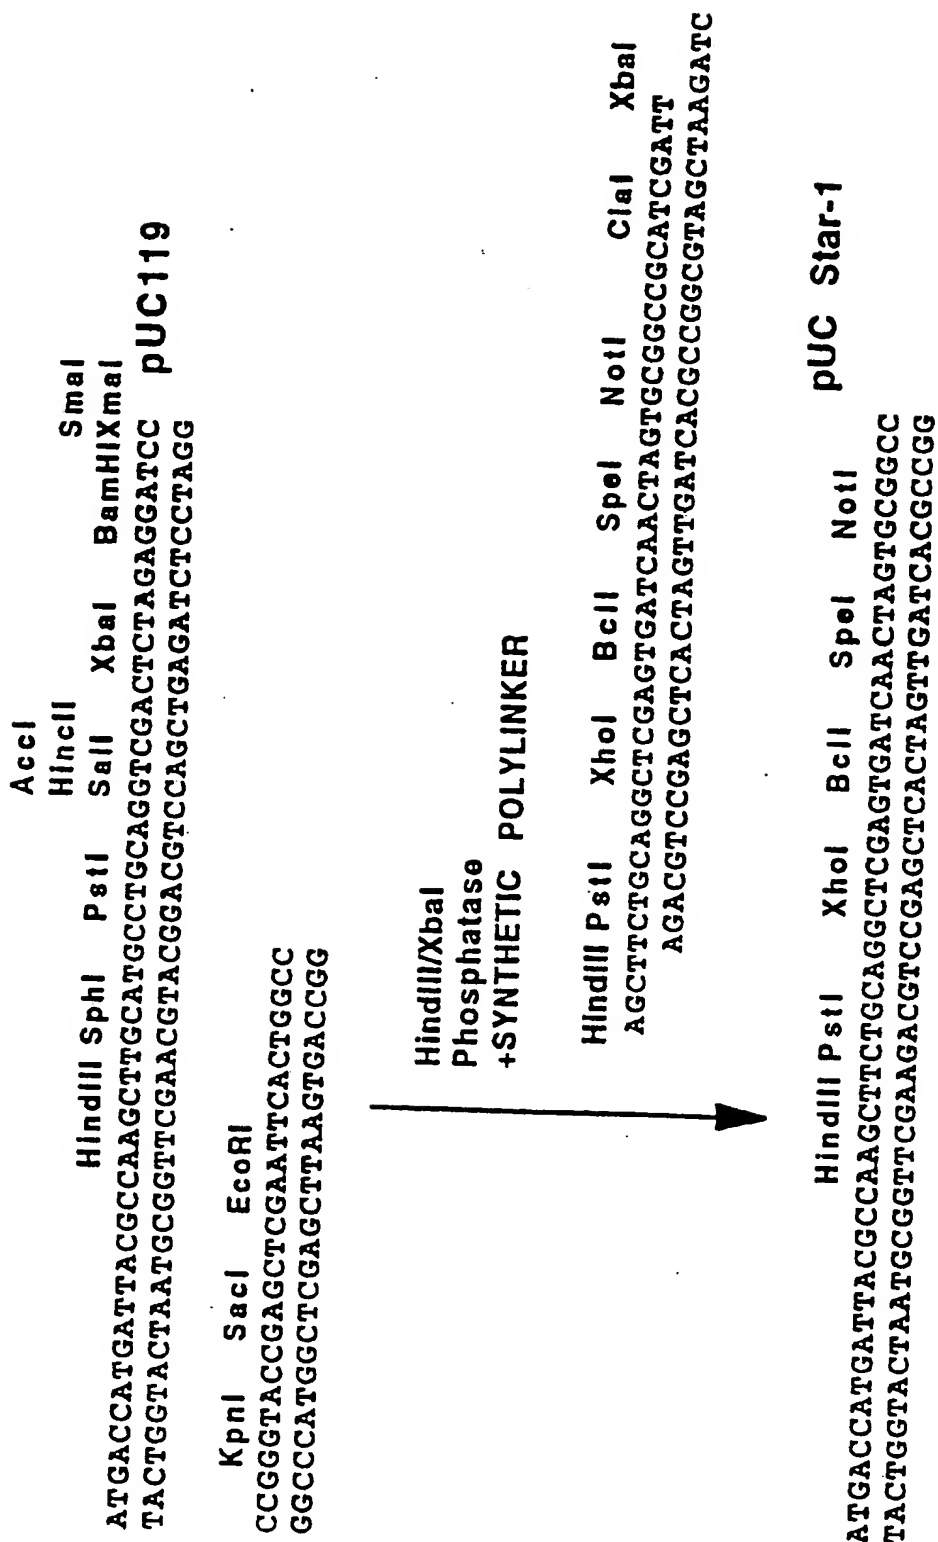 AccI
HincII SmaI
HindIII SphI PstI SalI XbaI BamHIXmaI
ATGACCATGATTACGCCAAGCTTGCATGCCTGCAGGTCGACTCTAGAGGATCC
TACTGGTACTAATGCGGTTCGAACGTACGGACGTCCAGCTGAGATCTCCTAGG
pUC119
KpnI SacI EcoRI
CCGGGTACCGAGCTCGAATTCACTGGCC
GGCCCATGGCTCGAGCTTAAGTGACCGG
HindIII/XbaI
Phosphatase
+SYNTHETIC POLYLINKER
HindIII PstI XhoI BclI SpeI NotI ClaI XbaI
AGCTTCTGCAGGCTCGAGTGATCAACTAGTGCGGCCGCATCGATT
AGACGTCCGAGCTCACTAGTTGATCACGCCGGCGTAGCTAAGATC
pUC Star-1
HindIII PstI XhoI BclI SpeI NotI
ATGACCATGATTACGCCAAGCTTCTGCAGGCTCGAGTGATCAACTAGTGCGGCC
TACTGGTACTAATGCGGTTCGAAGACGTCCGAGCTCACTAGTTGATCACGCCGG